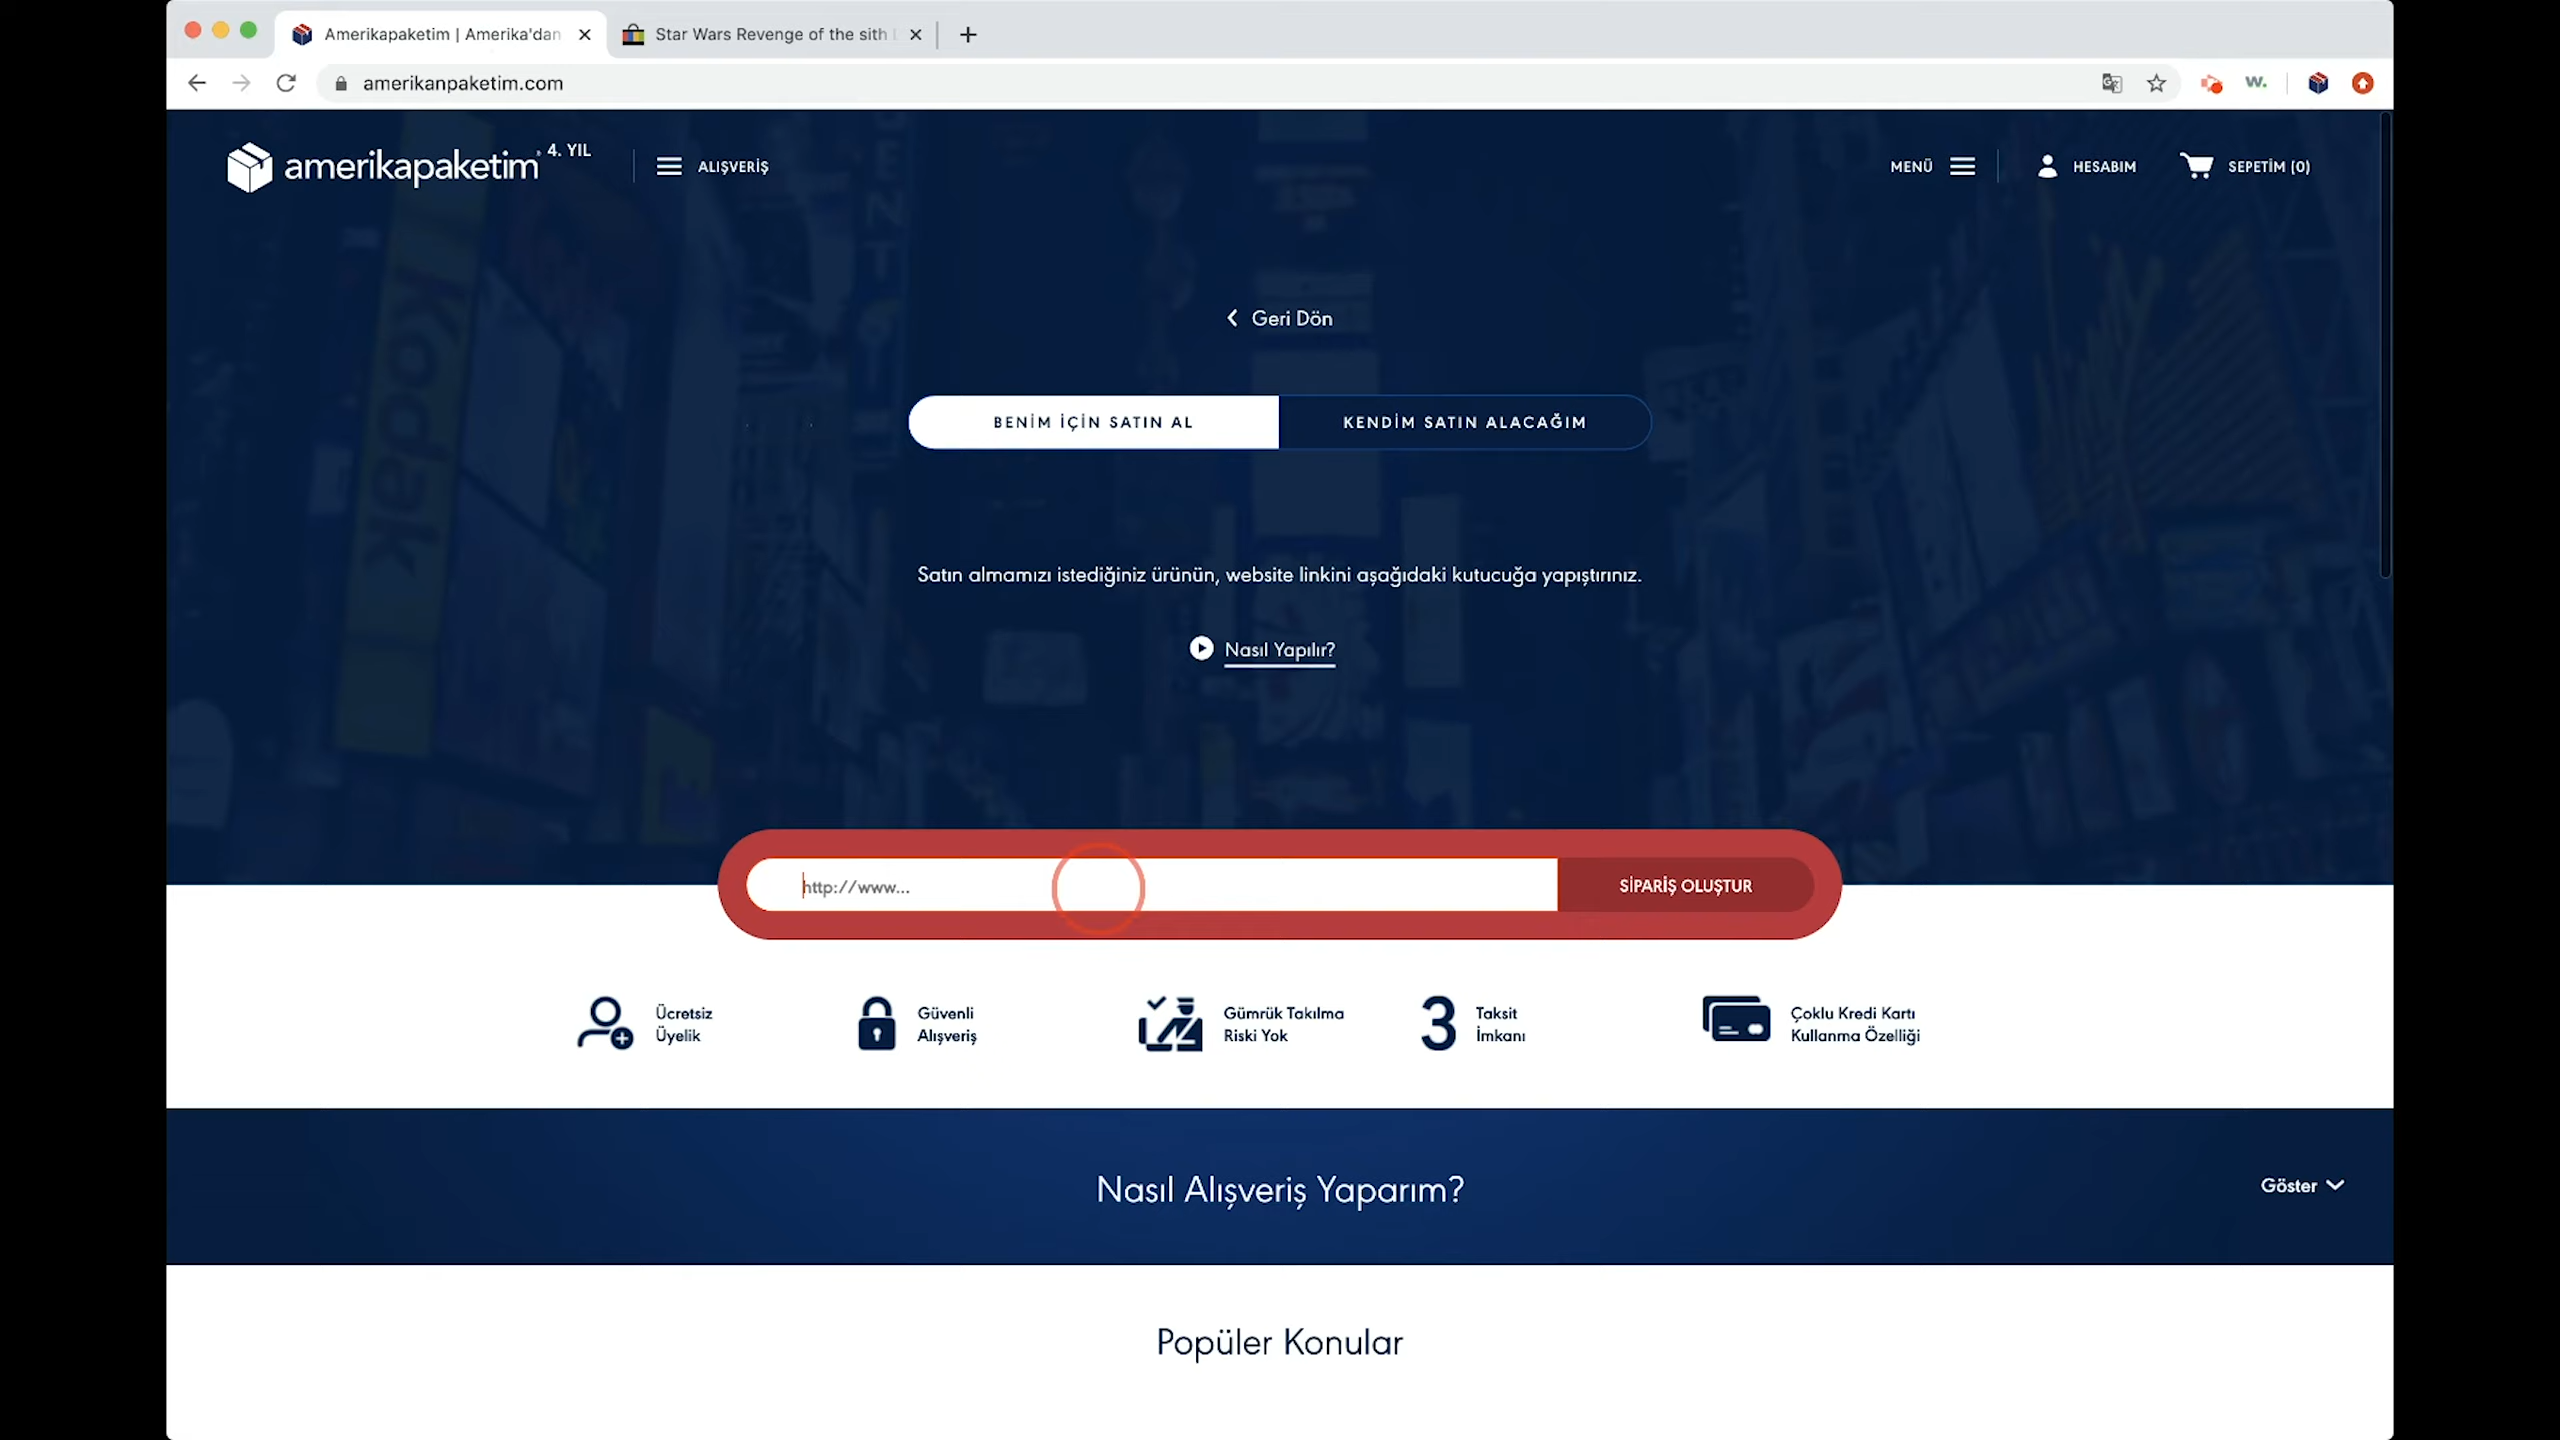 Amerikapaketim | Amerika'dan
Star Wars Revenge of the sith
amerikanpaketim.com
w.
amerikapaketim 4. YIL
ALIŞVERİŞ
MENÜ
HESABIM
SEPETİM (0)
Kodak
Geri Dön
BENİM İÇİN SATIN AL
KENDİM SATIN ALACAĞIM
Satın almamızı istediğiniz ürünün, website linkini aşağıdaki kutucuğa yapıştırınız.
Nasıl Yapılır?
http://www...
SİPARİŞ OLUŞTUR
Ücretsiz
Üyelik
Güvenli
Alışveriş
Gümrük Takılma
Riski Yok
3
Taksit
İmkanı
Çoklu Kredi Kartı
Kullanma Özelliği
Nasıl Alışveriş Yaparım?
Göster
Popüler Konular